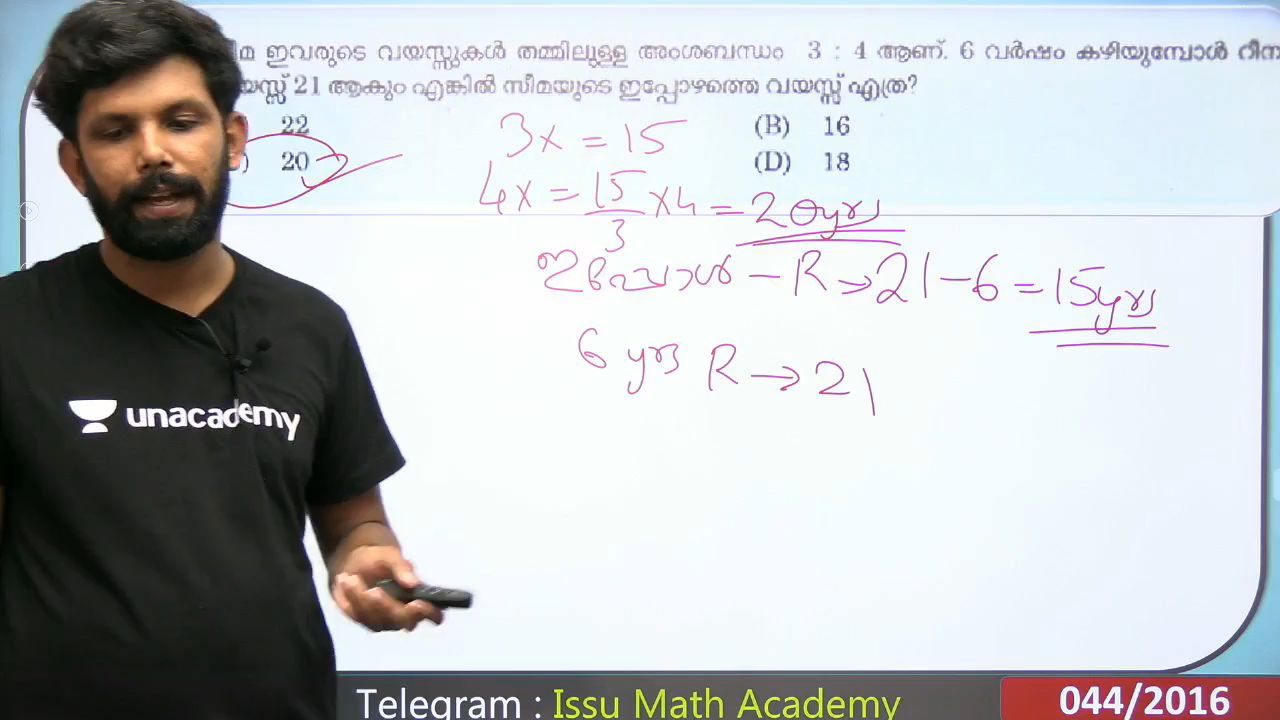 ഇവരുടെ വയസ്സുകൾ തമ്മിലുള്ള അംശബന്ധം 3 : 4 ആണ്. 6 വർഷം കഴിയുമ്പോൾ
21 ആകും എങ്കിൽ സീമയുടെ ഇപ്പോഴത്തെ വയസ്സ് എത്ര?
22 (B) 16
20 (D) 18
3x = 15
4x = 15/3 x4 = 20yrs
ഇപ്പോൾ - R → 21-6 = 15yrs
6 yrs R → 21
unacademy
Telegram : Issu Math Academy
044/2016